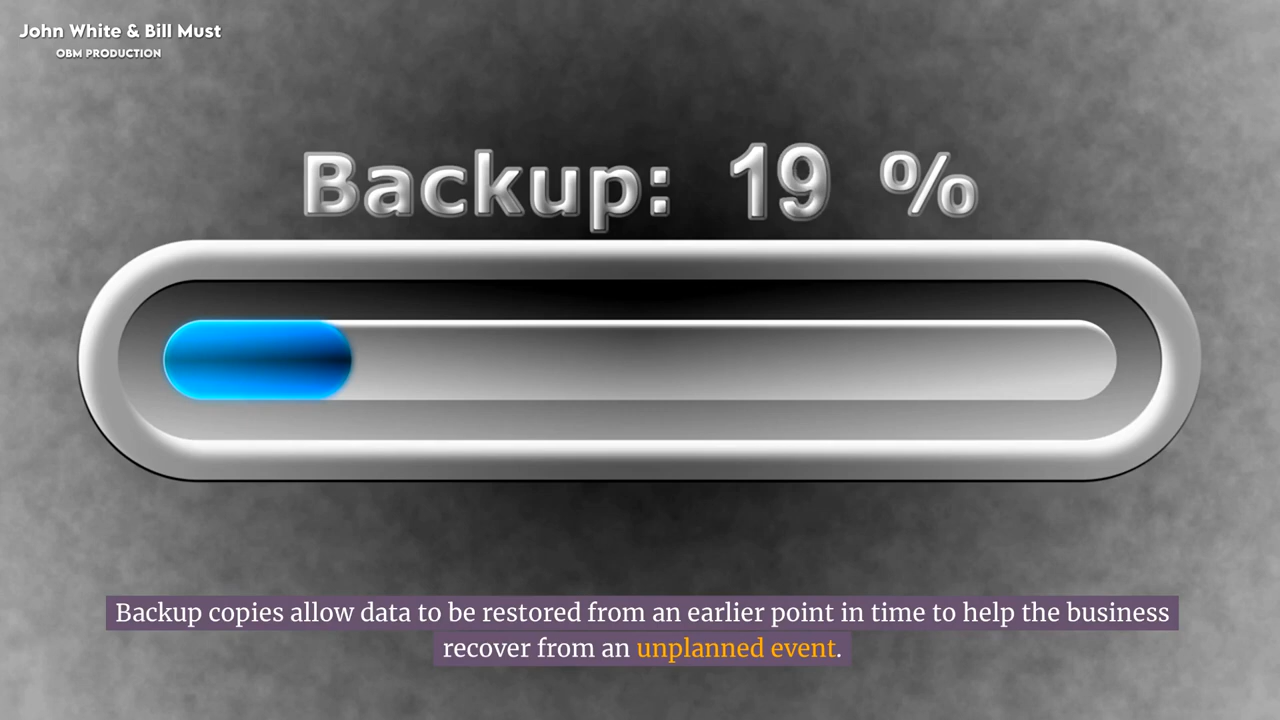 John White & Bill Must
OBM PRODUCTION
Backup: 19 %
Backup copies allow data to be restored from an earlier point in time to help the business
recover from an unplanned event.